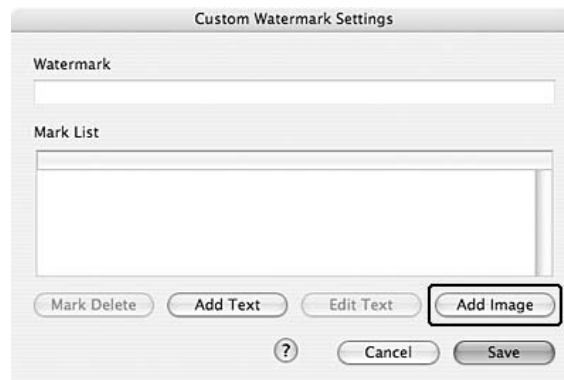 Custom Watermark Settings
Watermark
Mark List
Mark Delete Add Text Edit Text Add Image
? Cancel Save